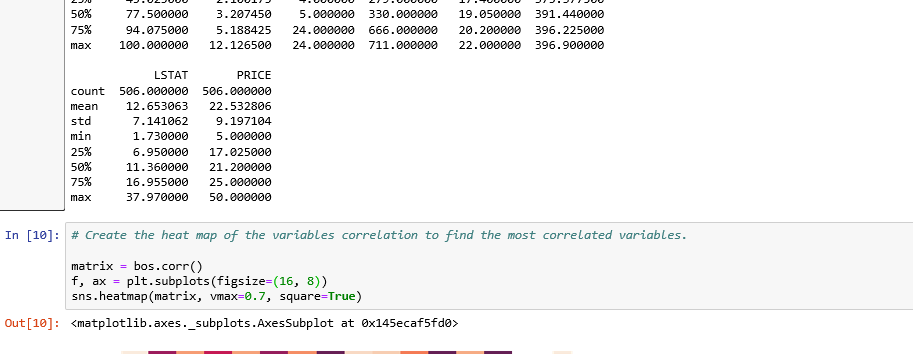 50% 77.500000 3.207450 5.000000 330.000000 19.050000 391.440000
75% 94.075000 5.188425 24.000000 666.000000 20.200000 396.225000
max 100.000000 12.126500 24.000000 711.000000 22.000000 396.900000
LSTAT PRICE
count 506.000000 506.000000
mean 12.653063 22.532806
std 7.141062 9.197104
min 1.730000 5.000000
25% 6.950000 17.025000
50% 11.360000 21.200000
75% 16.955000 25.000000
max 37.970000 50.000000
In [10]: # Create the heat map of the variables correlation to find the most correlated variables.
matrix = bos.corr()
f, ax = plt.subplots(figsize=(16, 8))
sns.heatmap(matrix, vmax=0.7, square=True)
Out[10]: <matplotlib.axes._subplots.AxesSubplot at 0x145ecaf5fd0>